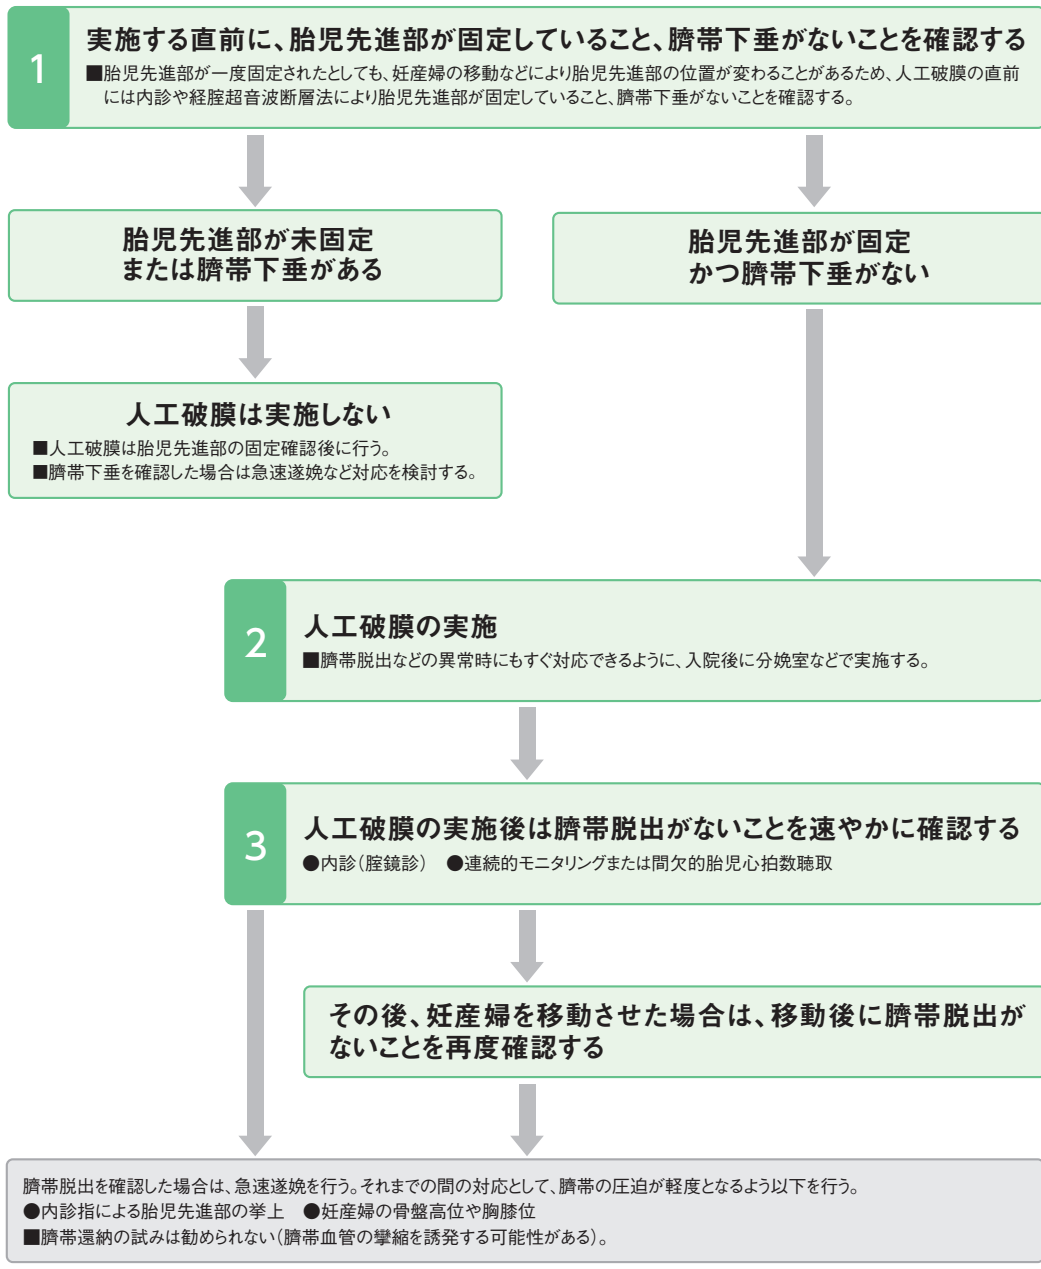 1
実施する直前に、胎児先進部が固定していること、臍帯下垂がないことを確認する
■胎児先進部が一度固定されたとしても、妊産婦の移動などにより胎児先進部の位置が変わることがあるため、人工破膜の直前
には内診や経腟超音波断層法により胎児先進部が固定していること、臍帯下垂がないことを確認する。
胎児先進部が未固定
または臍帯下垂がある
胎児先進部が固定
かつ臍帯下垂がない
人工破膜は実施しない
■人工破膜は胎児先進部の固定確認後に行う。
■臍帯下垂を確認した場合は急速遂娩など対応を検討する。
2
人工破膜の実施
■臍帯脱出などの異常時にもすぐ対応できるように、入院後に分娩室などで実施する。
3
人工破膜の実施後は臍帯脱出がないことを速やかに確認する
●内診（腟鏡診）　●連続的モニタリングまたは間欠的胎児心拍数聴取
その後、妊産婦を移動させた場合は、移動後に臍帯脱出が
ないことを再度確認する
臍帯脱出を確認した場合は、急速遂娩を行う。それまでの間の対応として、臍帯の圧迫が軽度となるよう以下を行う。
●内診指による胎児先進部の挙上　●妊産婦の骨盤高位や胸膝位
■臍帯還納の試みは勧められない（臍帯血管の攣縮を誘発する可能性がある）。